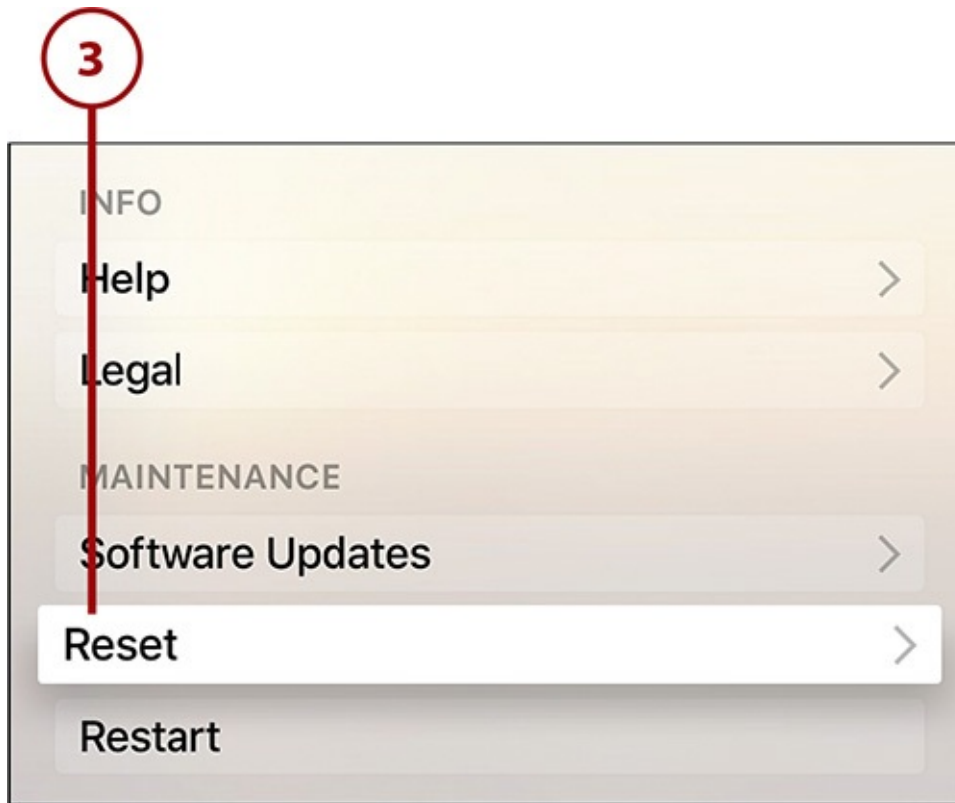 3
INFO
Help
Legal
MAINTENANCE
Software Updates
Reset
Restart